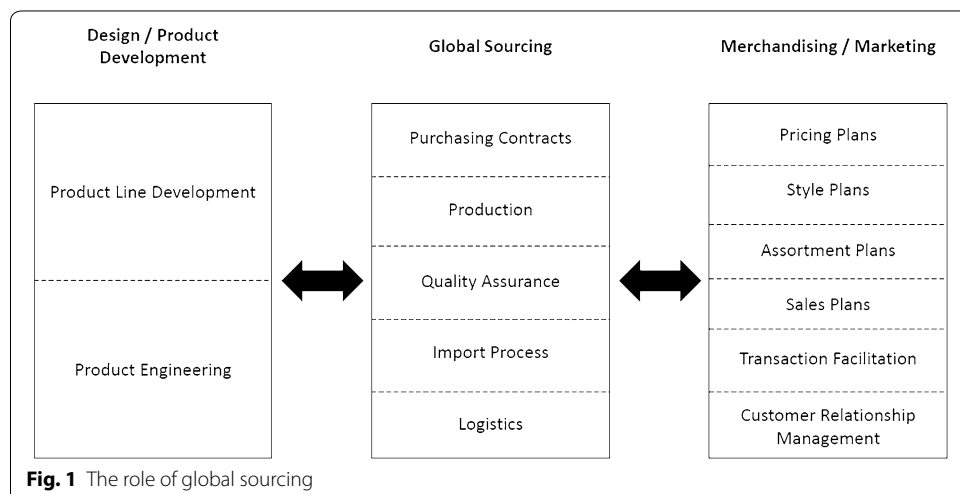 Design / Product
Development
Global Sourcing
Merchandising / Marketing
Product Line Development
Product Engineering
Purchasing Contracts
Production
Quality Assurance
Import Process
Logistics
Pricing Plans
Style Plans
Assortment Plans
Sales Plans
Transaction Facilitation
Customer Relationship
Management
Fig. 1 The role of global sourcing